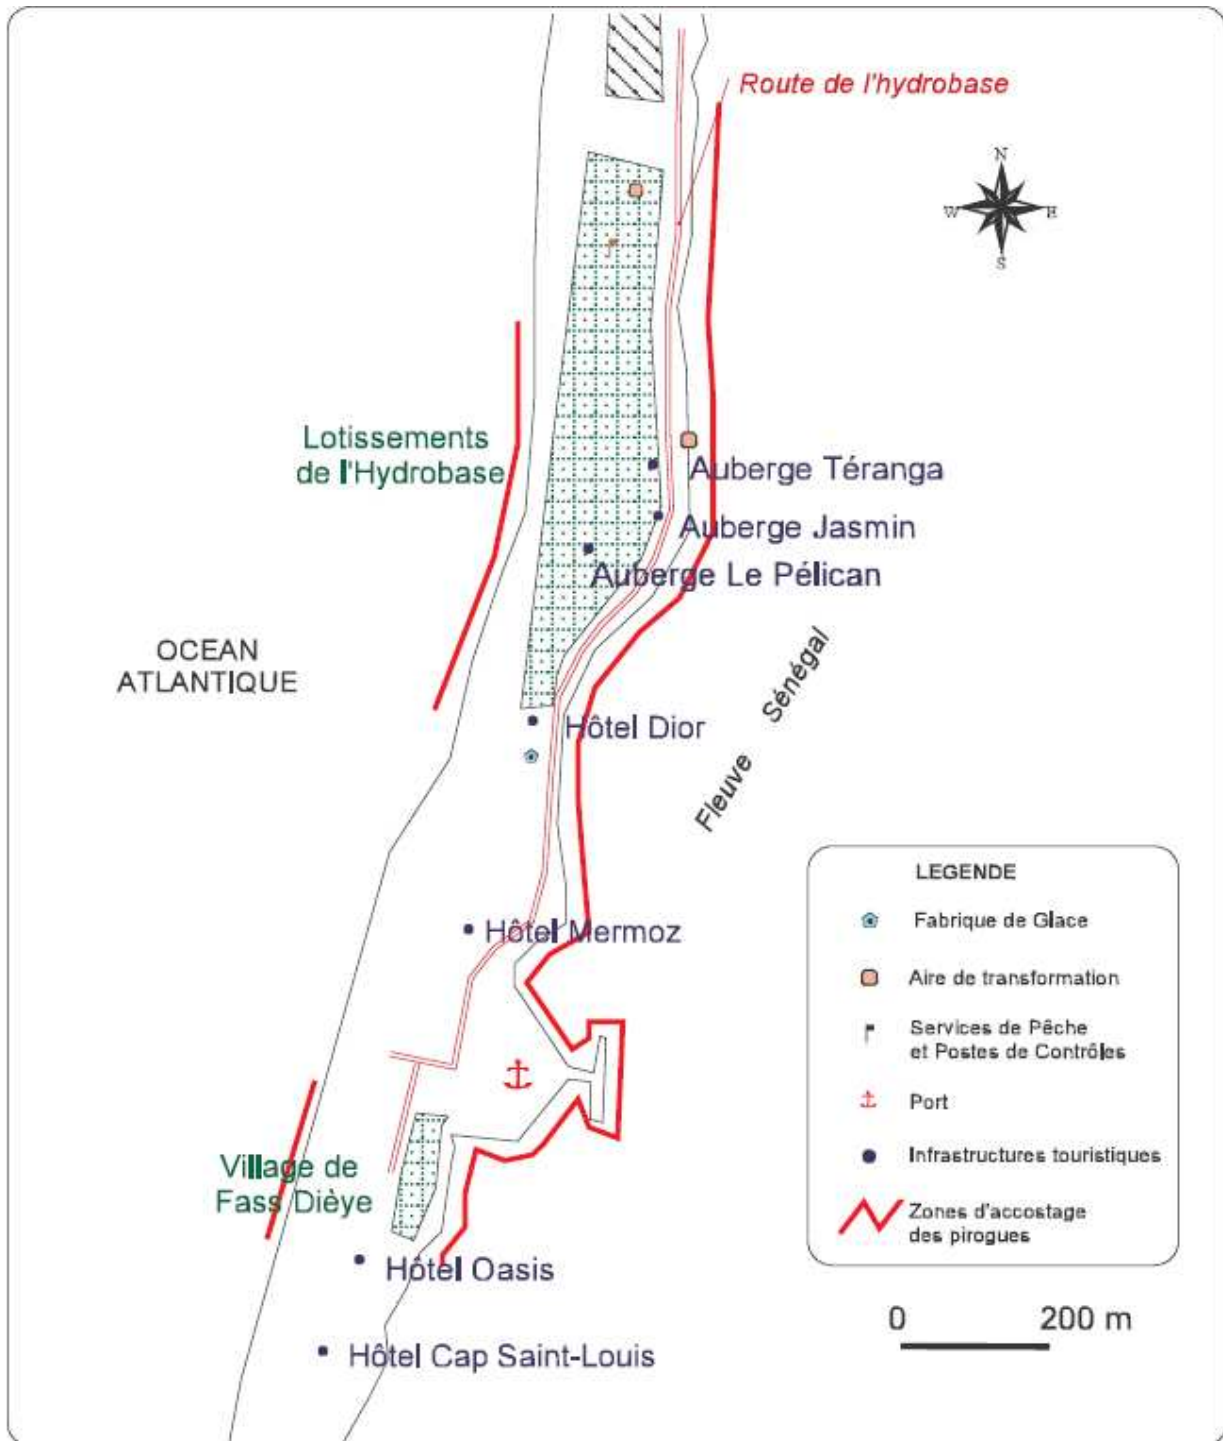 Route de l'hydrobase
N
W
E
S
Lotissements
de l'Hydrobase
Auberge Téranga
Auberge Jasmin
Auberge Le Pélican
OCEAN
ATLANTIQUE
Fleuve Sénégal
Hôtel Dior
Hôtel Mermoz
Village de
Fass Dièye
Hôtel Oasis
Hôtel Cap Saint-Louis
LEGENDE
Fabrique de Glace
Aire de transformation
Services de Pêche
et Postes de Contrôles
Port
Infrastructures touristiques
Zones d'accostage
des pirogues
0 200 m